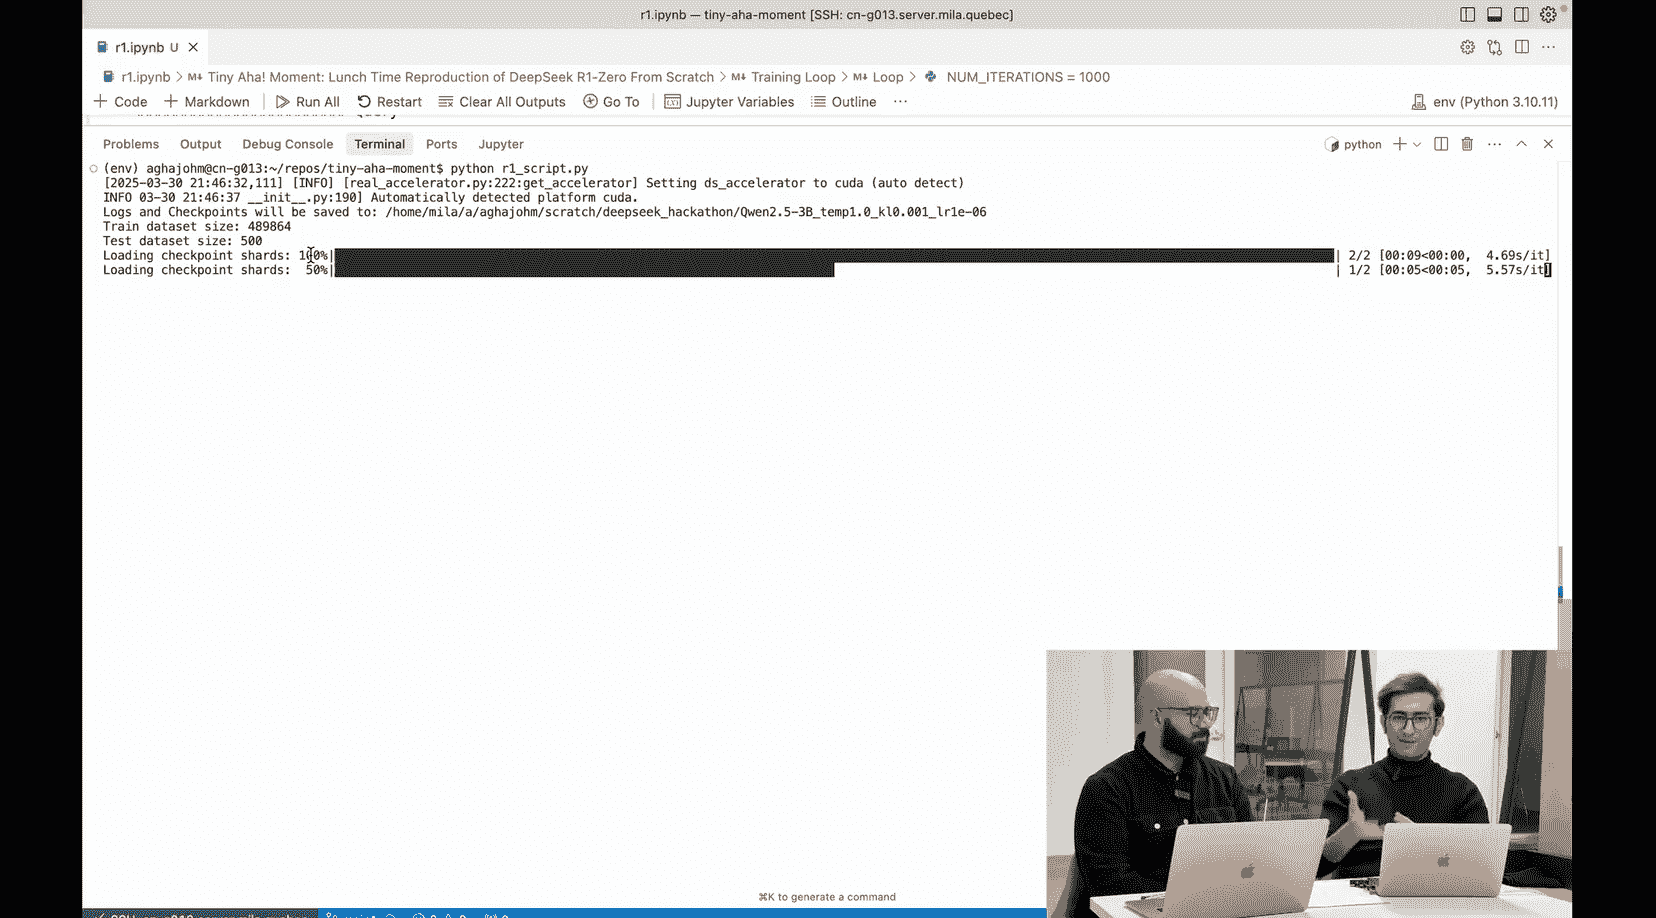 r1.ipynb — tiny-aha-moment [SSH: cn-g013.server.mila.quebec]
r1.ipynb U
r1.ipynb > M↓ Tiny Aha! Moment: Lunch Time Reproduction of DeepSeek R1-Zero From Scratch > M↓ Training Loop > M↓ Loop > NUM_ITERATIONS = 1000
+ Code + Markdown Run All Restart Clear All Outputs Go To Jupyter Variables Outline ··· env (Python 3.10.11)
Problems Output Debug Console Terminal Ports Jupyter python
(env) aghajohm@cn-g013:~/repos/tiny-aha-moment$ python r1_script.py
[2025-03-30 21:46:32,111] [INFO] [real_accelerator.py:222:get_accelerator] Setting ds_accelerator to cuda (auto detect)
INFO 03-30 21:46:37 __init__.py:190] Automatically detected platform cuda.
Logs and Checkpoints will be saved to: /home/mila/a/aghajohm/scratch/deepseek_hackathon/Qwen2.5-3B_temp1.0_kl0.001_lr1e-06
Train dataset size: 489864
Test dataset size: 500
Loading checkpoint shards: 100%| | 2/2 [00:09<00:00, 4.69s/it]
Loading checkpoint shards: 50%| | 1/2 [00:05<00:05, 5.57s/it]
⌘K to generate a command